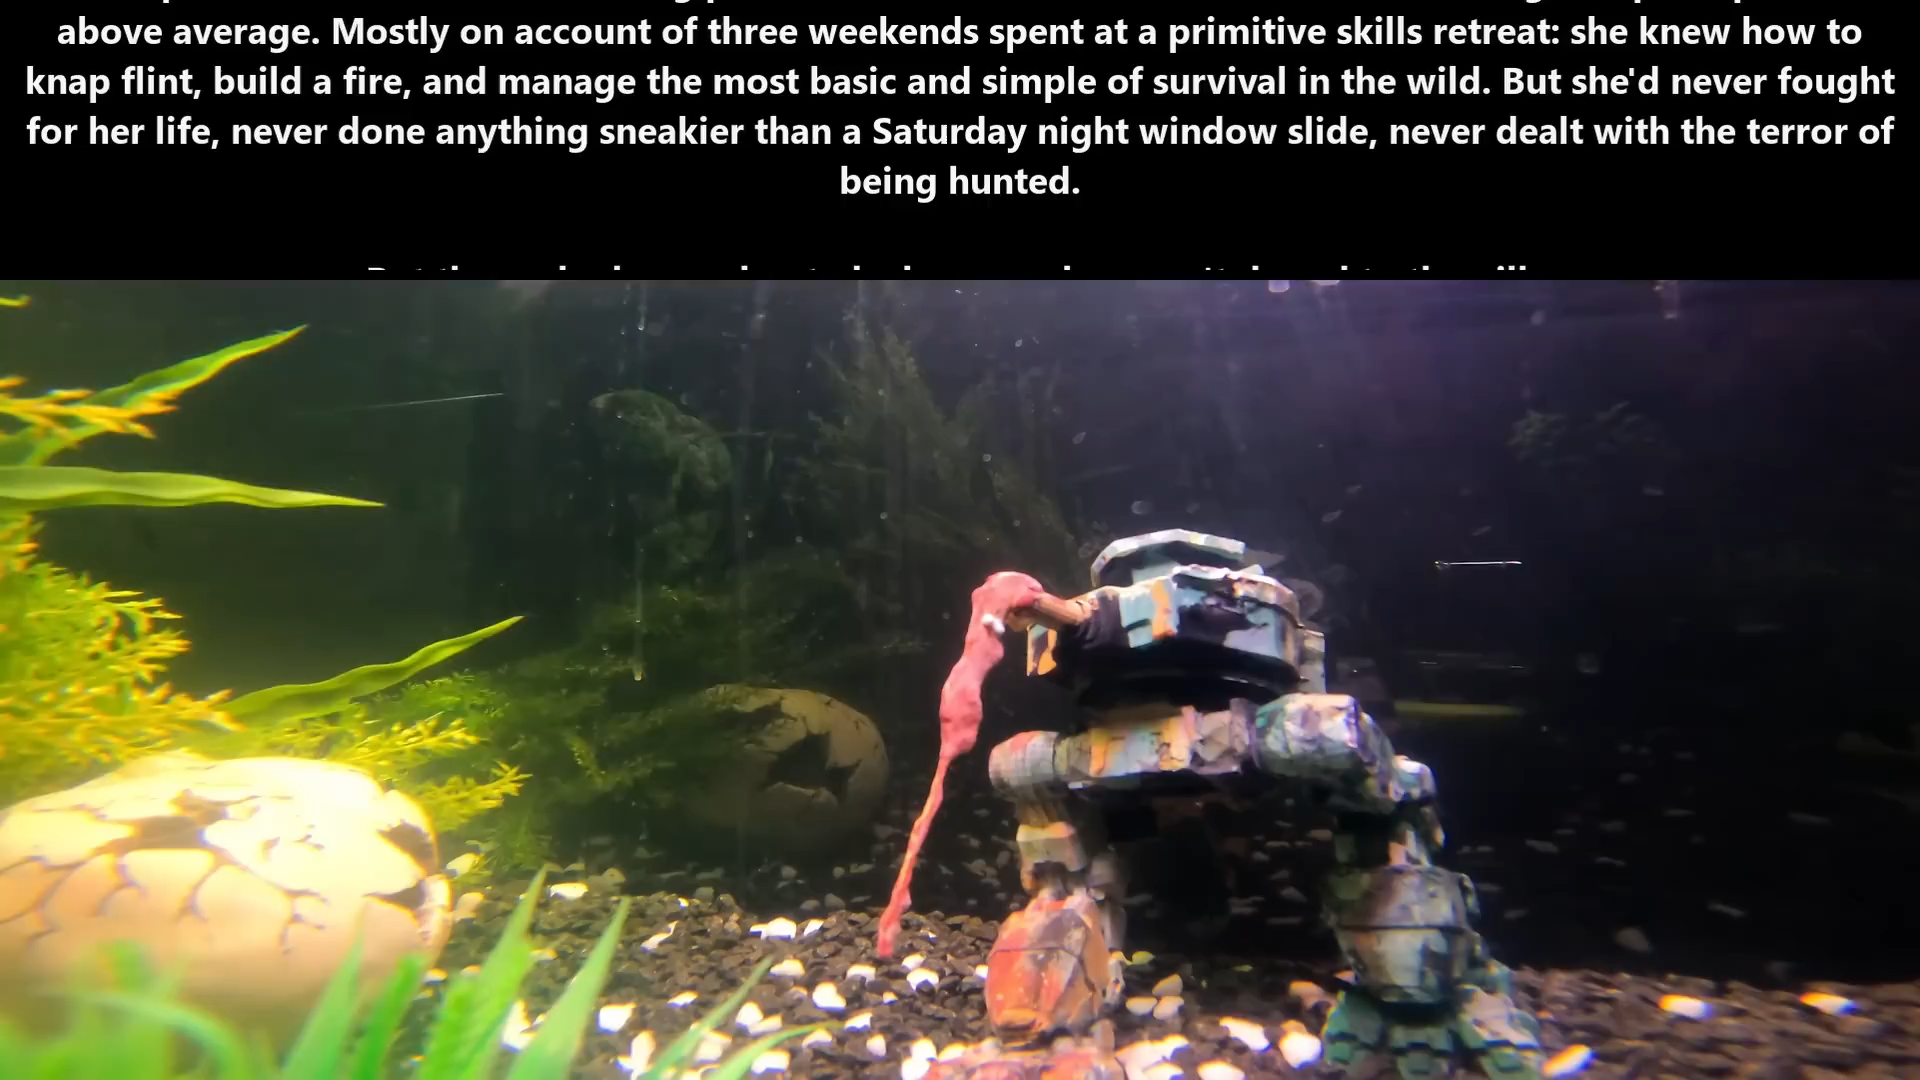 above average. Mostly on account of three weekends spent at a primitive skills retreat: she knew how to
knap flint, build a fire, and manage the most basic and simple of survival in the wild. But she'd never fought
for her life, never done anything sneakier than a Saturday night window slide, never dealt with the terror of
being hunted.